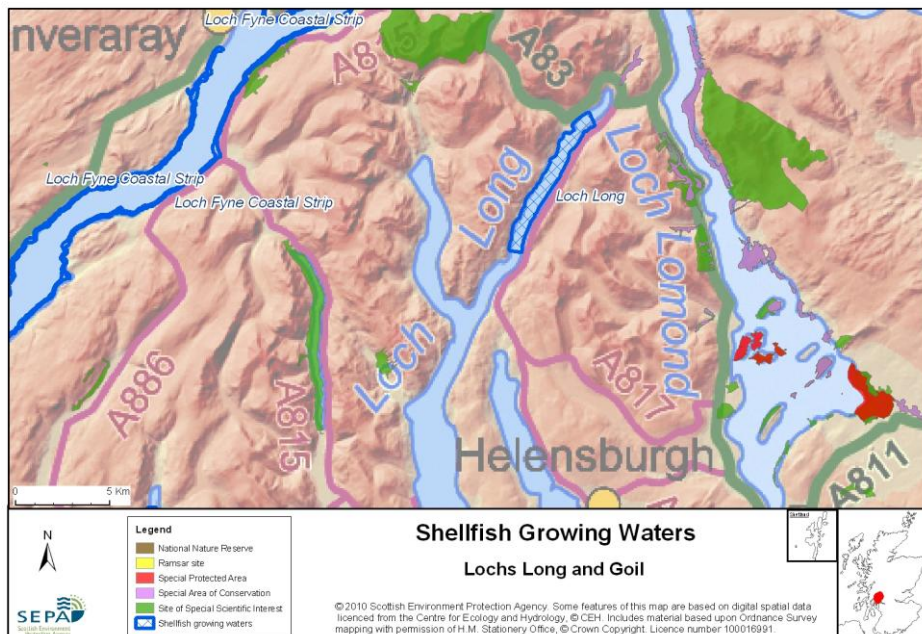 nveraray
Loch Fyne Coastal Strip
A815
A83
Loch Fyne Coastal Strip
Loch Fyne Coastal Strip
Loch Long
Loch Long
Loch Lomond
A886
A815
A817
Helensburgh
A811
0 5 Km
N
SEPA
Legend
National Nature Reserve
Ramsar site
Special Protected Area
Special Area of Conservation
Site of Special Scientific Interest
Shellfish growing waters
Shellfish Growing Waters
Lochs Long and Goil
© 2010 Scottish Environment Protection Agency. Some features of this map are based on digital spatial data
licenced from the Centre for Ecology and Hydrology, © CEH. Includes material based upon Ordnance Survey
mapping with permission of H.M. Stationery Office, © Crown Copyright. Licence number 100016991.